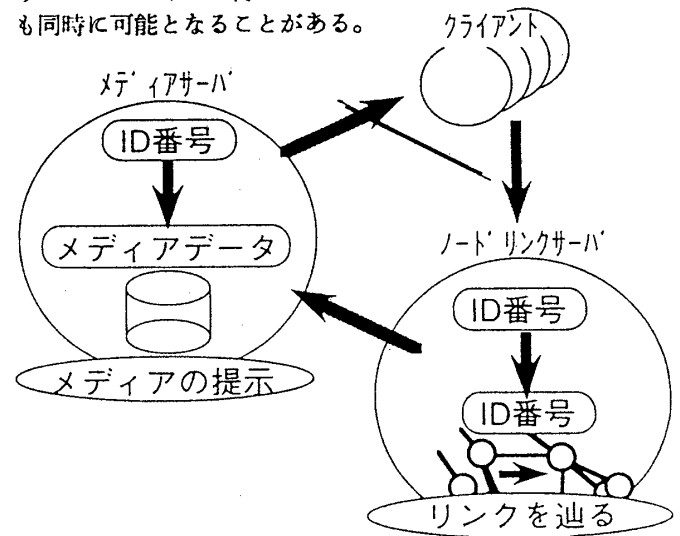 も同時に可能となることがある。
クライアント
メディアサーバ
ID番号
メディアデータ
メディアの提示
ノードリンクサーバ
ID番号
ID番号
リンクを辿る